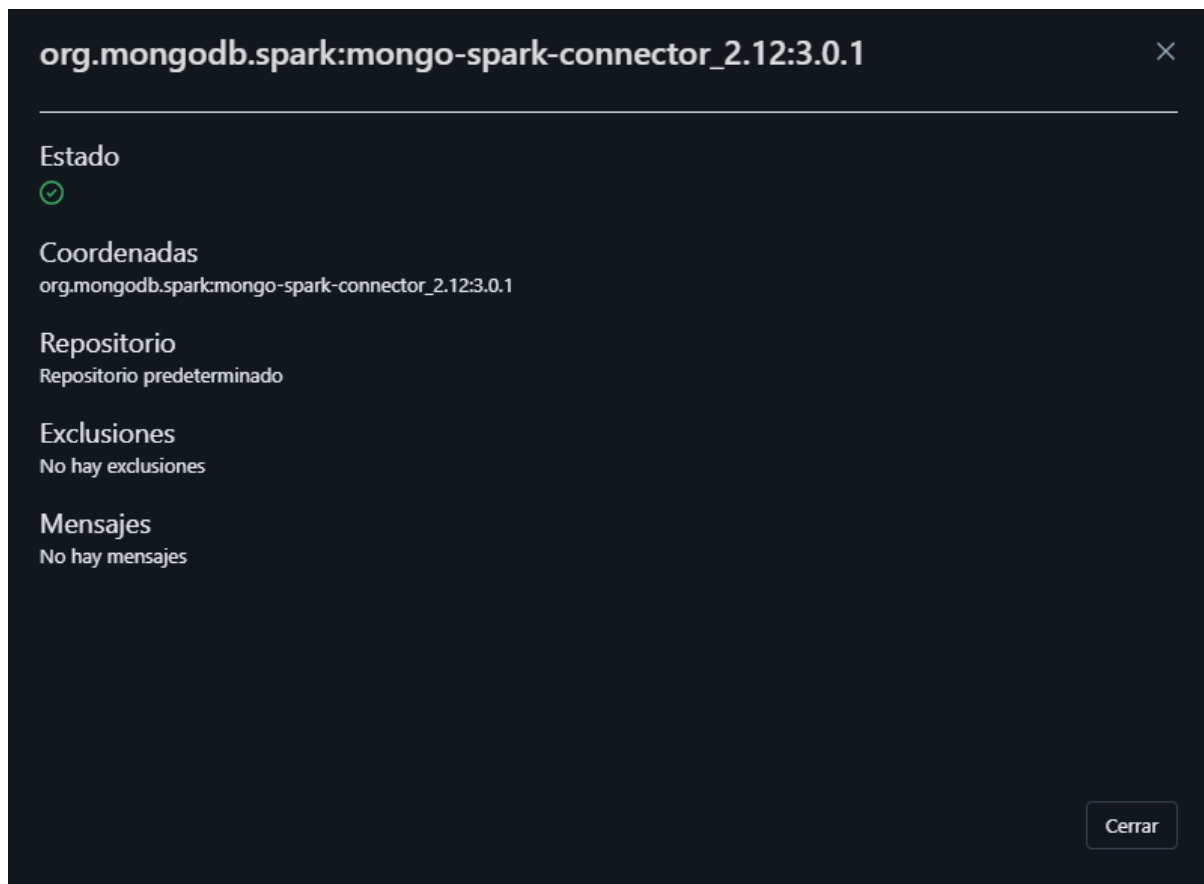 org.mongodb.spark:mongo-spark-connector_2.12:3.0.1
Estado
Coordenadas
org.mongodb.spark:mongo-spark-connector_2.12:3.0.1
Repositorio
Repositorio predeterminado
Exclusiones
No hay exclusiones
Mensajes
No hay mensajes
Cerrar